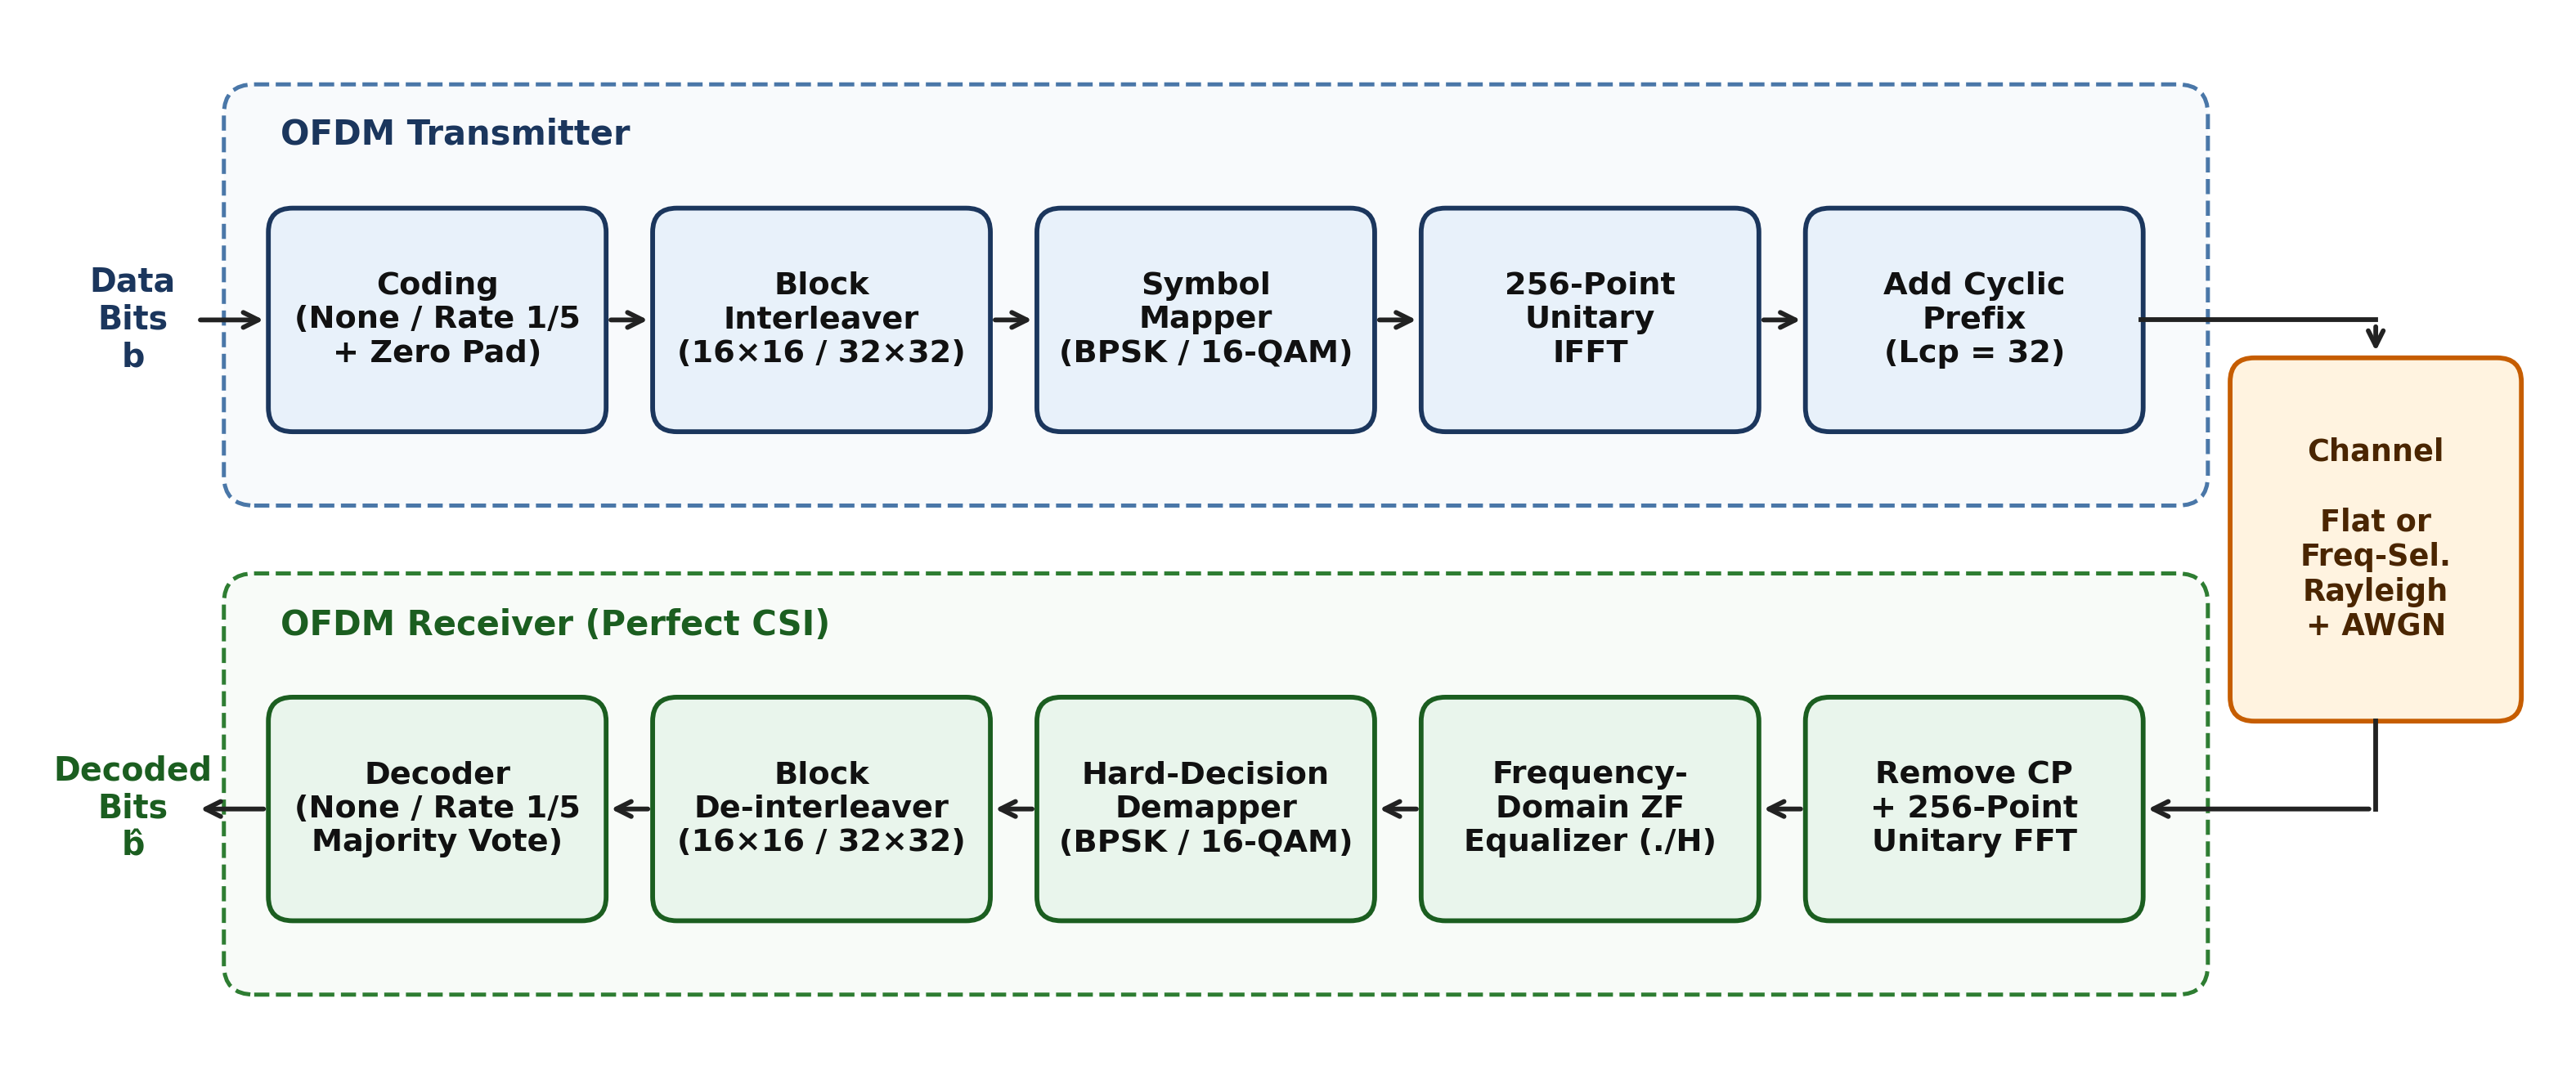 OFDM Transmitter
Data
Bits
b
Coding
(None / Rate 1/5
+ Zero Pad)
Block
Interleaver
(16×16 / 32×32)
Symbol
Mapper
(BPSK / 16-QAM)
256-Point
Unitary
IFFT
Add Cyclic
Prefix
(Lcp = 32)
Channel
Flat or
Freq-Sel.
Rayleigh
+ AWGN
OFDM Receiver (Perfect CSI)
Decoded
Bits
b̂
Decoder
(None / Rate 1/5
Majority Vote)
Block
De-interleaver
(16×16 / 32×32)
Hard-Decision
Demapper
(BPSK / 16-QAM)
Frequency-
Domain ZF
Equalizer (./H)
Remove CP
+ 256-Point
Unitary FFT